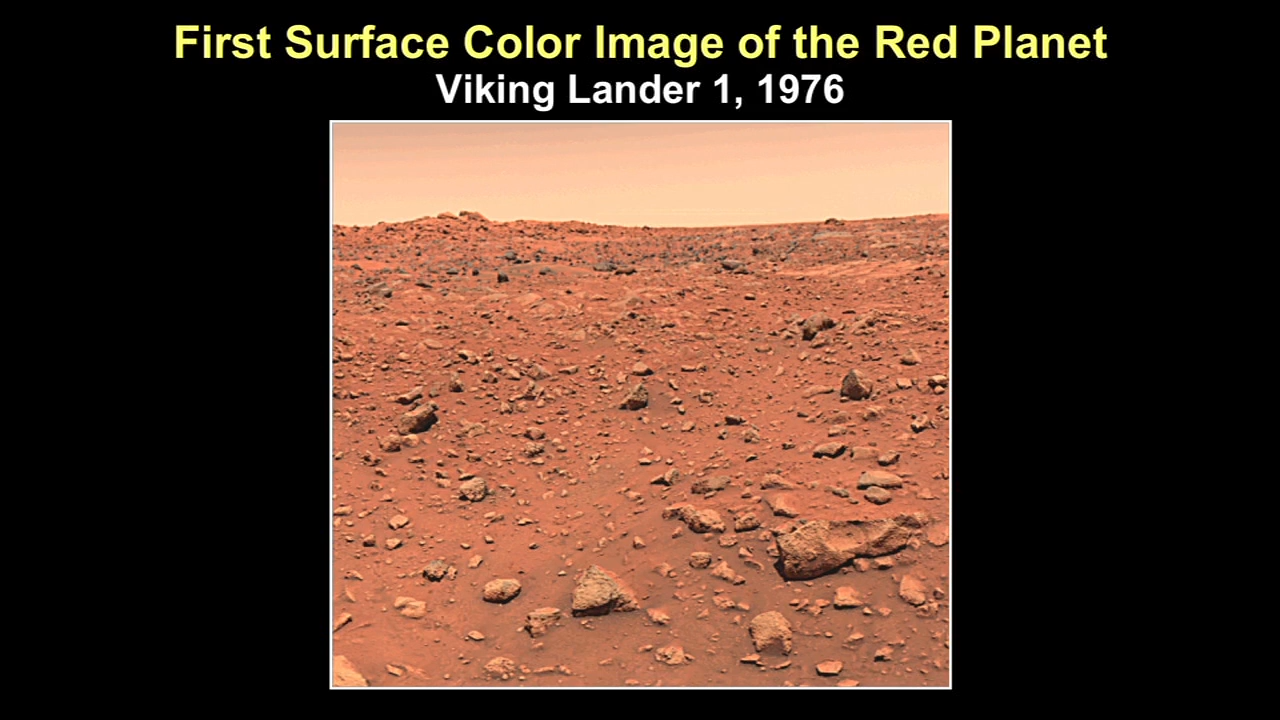 First Surface Color Image of the Red Planet
Viking Lander 1, 1976